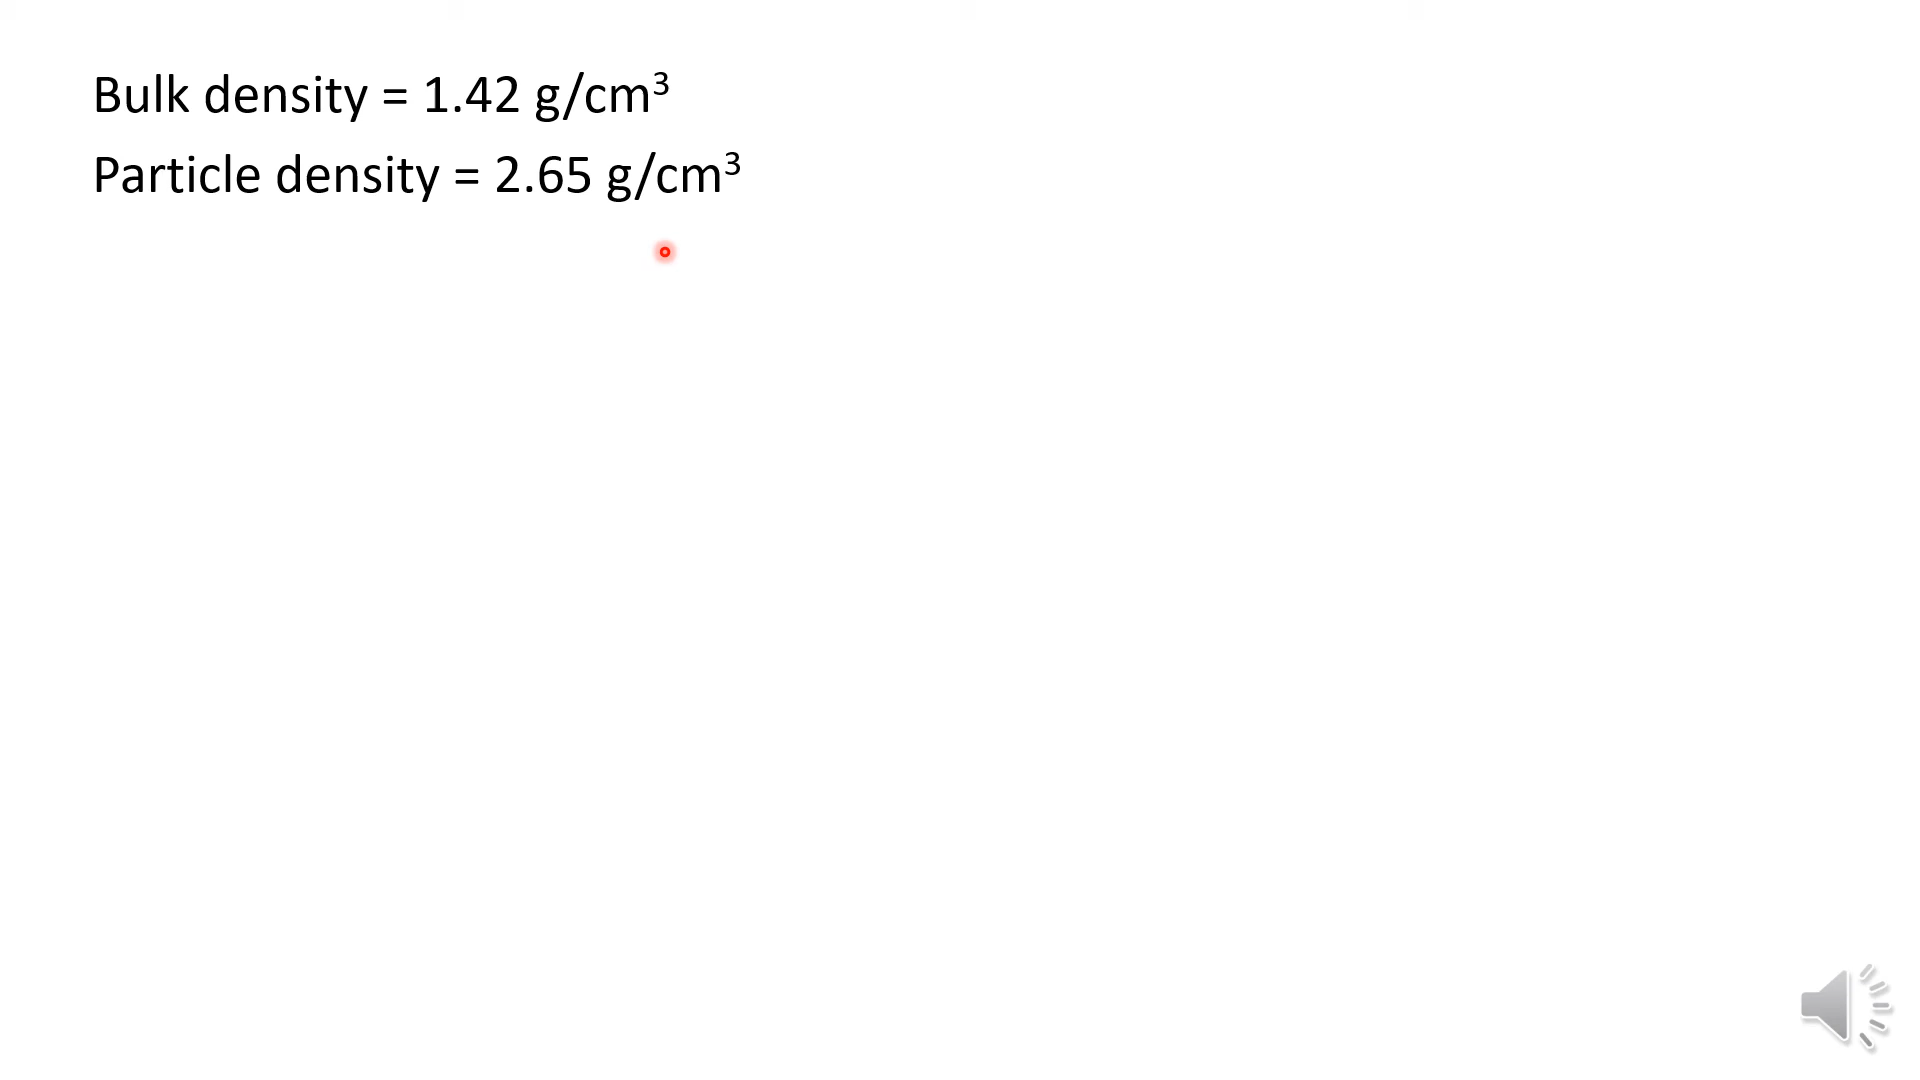 Bulk density = 1.42 g/cm³
Particle density = 2.65 g/cm³